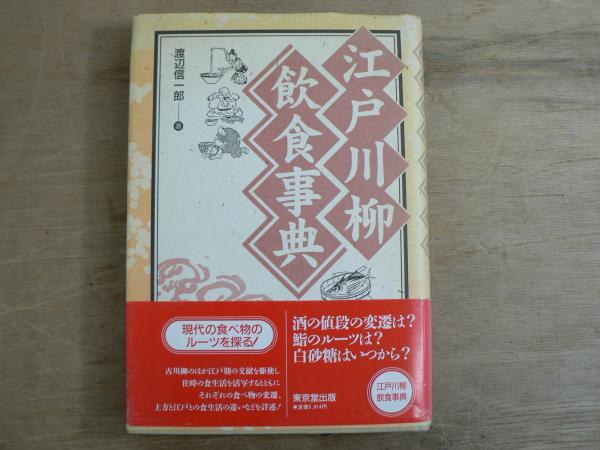 江戸川柳
飲食事典
渡辺信一郎—著
現代の食べ物の
ルーツを探る!
古川柳のほか江戸期の文献を駆使し
往時の食生活を活写するとともに
それぞれの食べ物の変遷、
上方と江戸との食生活の違いなどを詳述!
酒の値段の変遷は?
鮨のルーツは?
白砂糖はいつから?
東京堂出版
江戸川柳
飲食事典